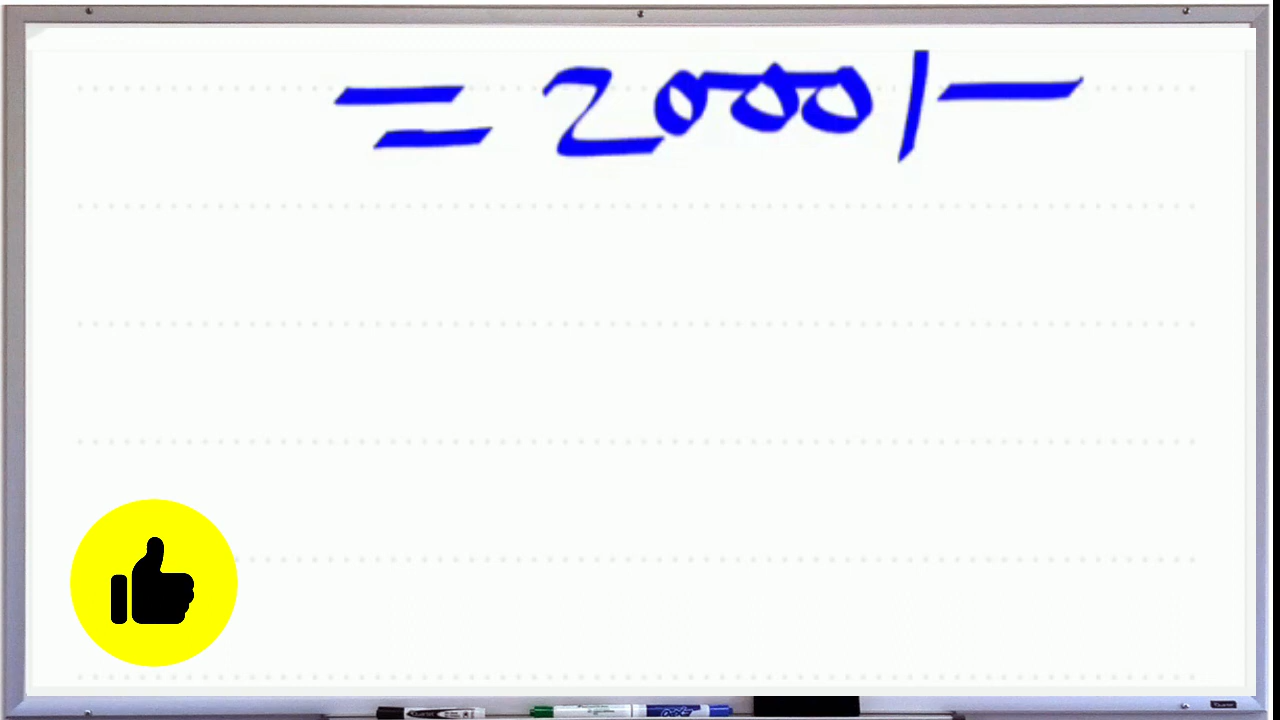 = 2000/-